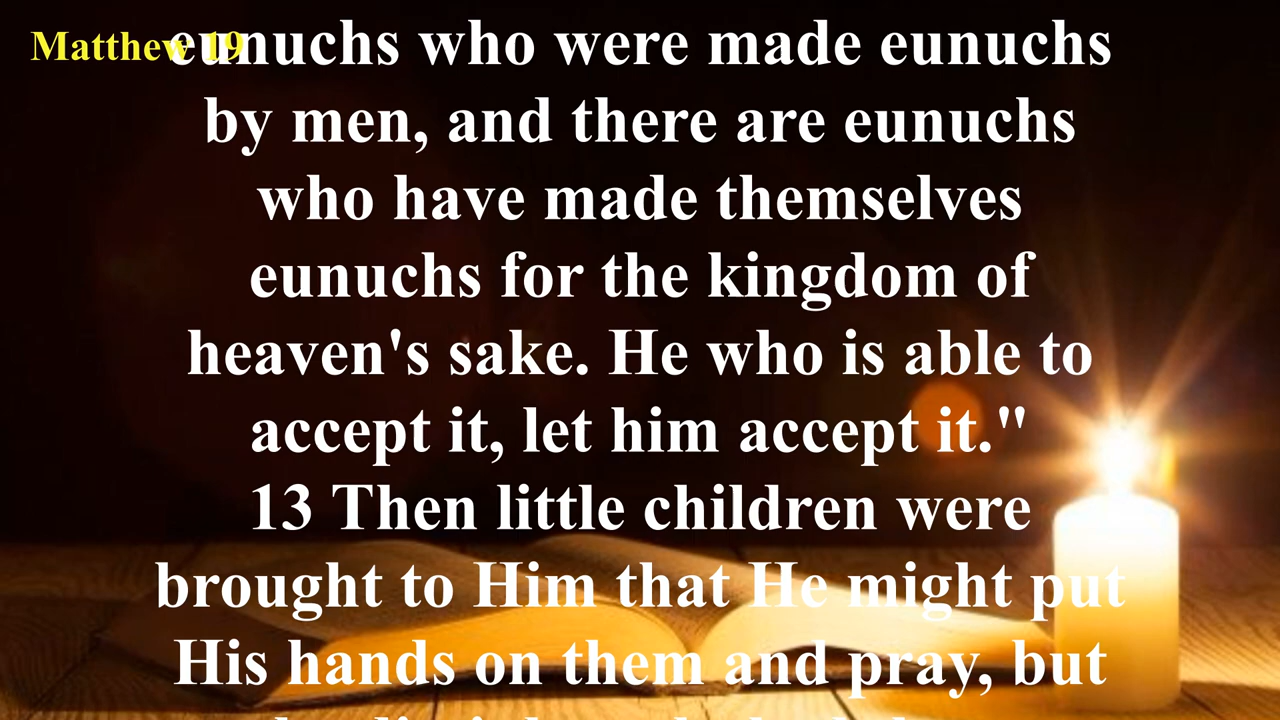 Matthew 19
eunuchs who were made eunuchs
by men, and there are eunuchs
who have made themselves
eunuchs for the kingdom of
heaven's sake. He who is able to
accept it, let him accept it."
13 Then little children were
brought to Him that He might put
His hands on them and pray, but